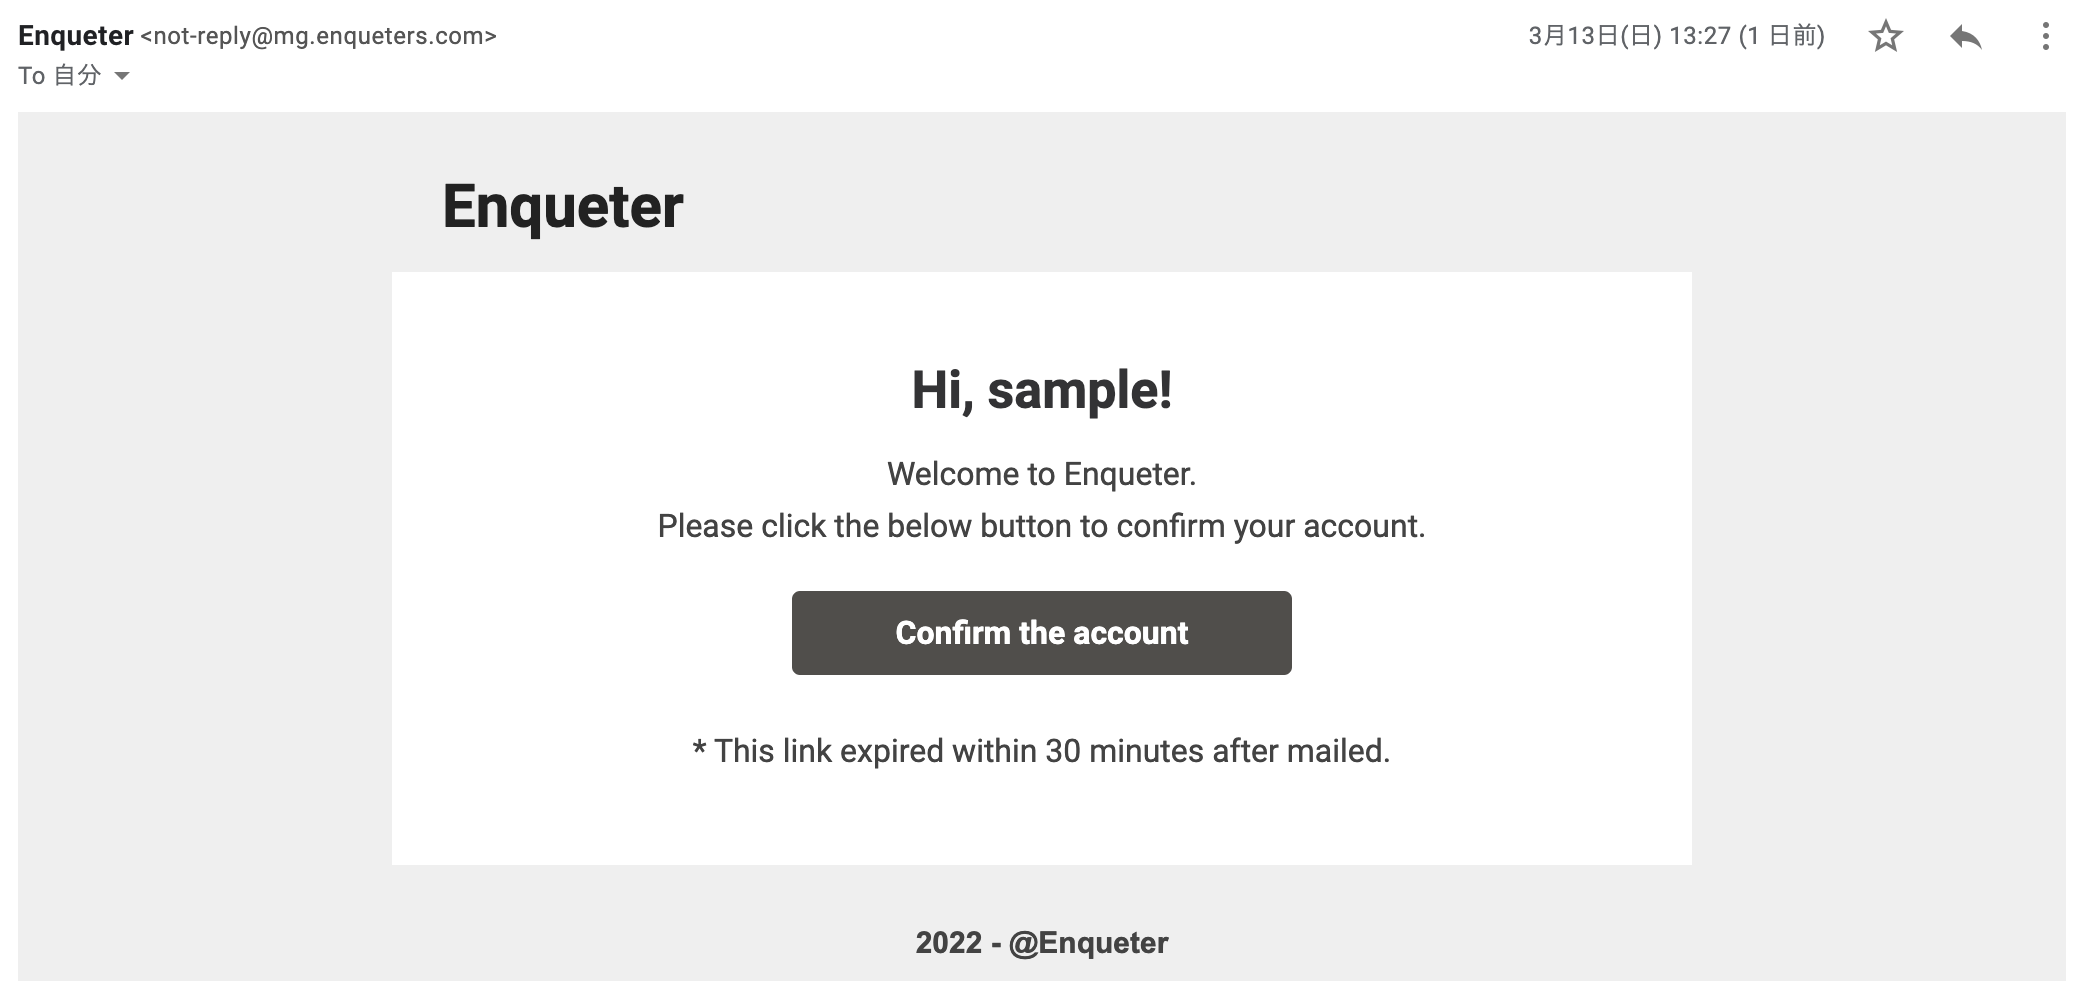 Enqueter <not-reply@mg.enqueters.com>
3月13日(日) 13:27 (1 日前)
To 自分
Enqueter
Hi, sample!
Welcome to Enqueter.
Please click the below button to confirm your account.
Confirm the account
* This link expired within 30 minutes after mailed.
2022 - @Enqueter